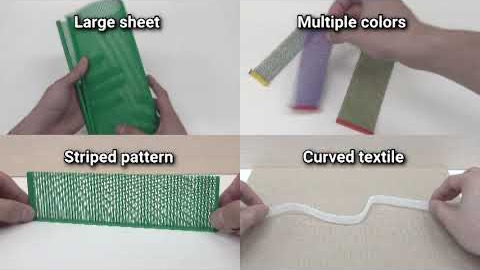 Large sheet
Multiple colors
Striped pattern
Curved textile